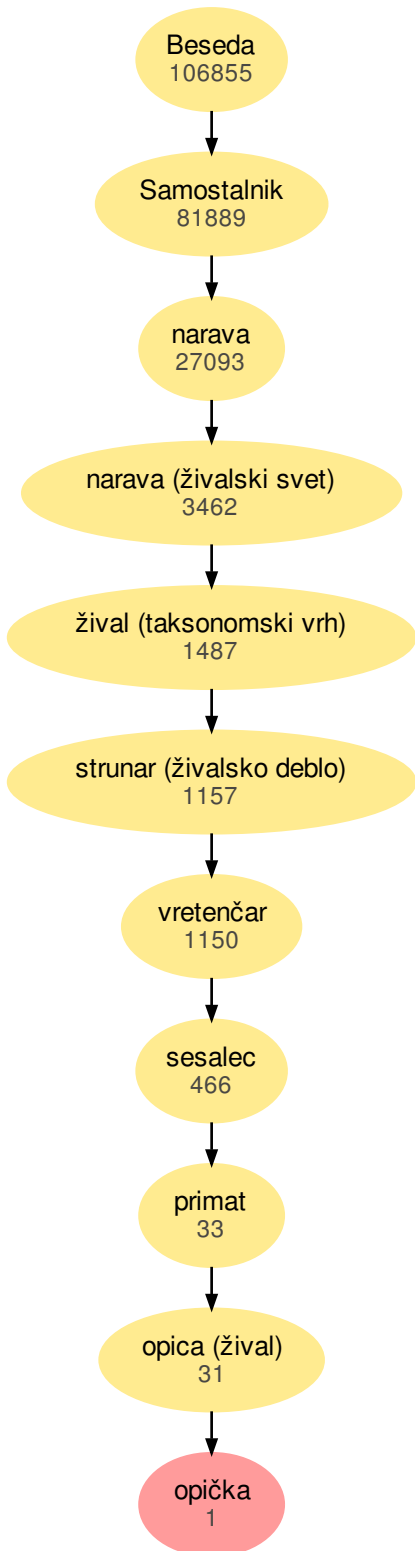 Beseda
106855
Samostalnik
81889
narava
27093
narava (živalski svet)
3462
žival (taksonomski vrh)
1487
strunar (živalsko deblo)
1157
vretenčar
1150
sesalec
466
primat
33
opica (žival)
31
opička
1